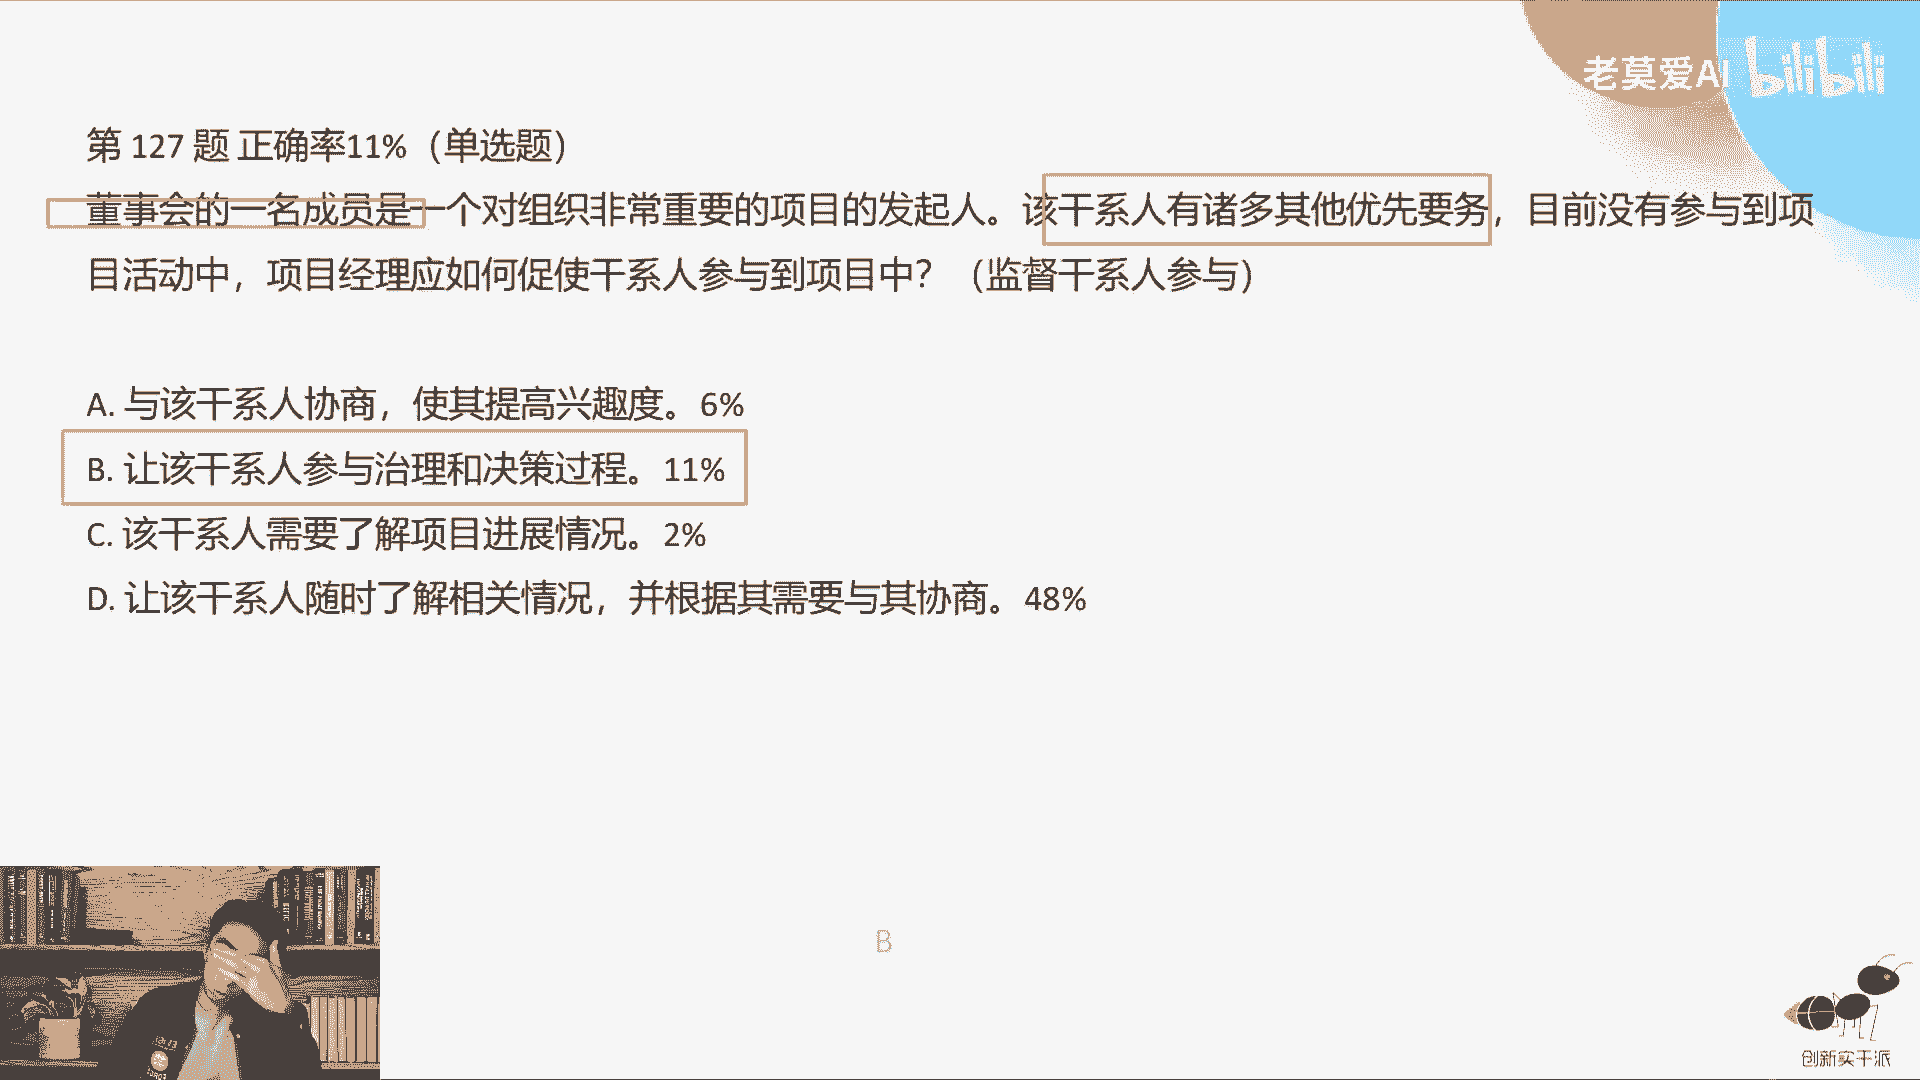 老莫爱AI bilibili
第 127 题 正确率11%（单选题）
董事会的一名成员是一个对组织非常重要的项目的发起人。该干系人有诸多其他优先要务，目前没有参与到项
目活动中，项目经理应如何促使干系人参与到项目中？（监督干系人参与）
A. 与该干系人协商，使其提高兴趣度。6%
B. 让该干系人参与治理和决策过程。11%
C. 该干系人需要了解项目进展情况。2%
D. 让该干系人随时了解相关情况，并根据其需要与其协商。48%
B
创新实干派